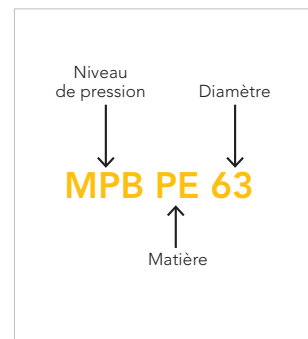 Niveau
de pression
Diamètre
MPB PE 63
Matière